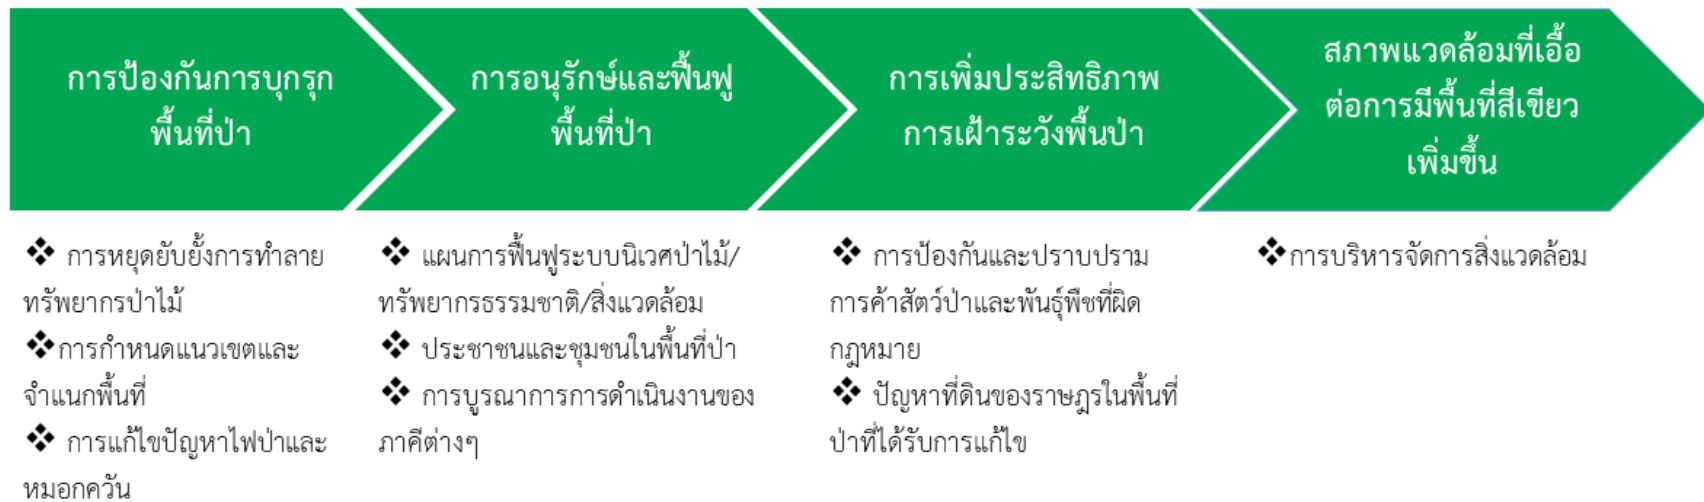 การป้องกันการบุกรุก
พื้นที่ป่า
การอนุรักษ์และฟื้นฟู
พื้นที่ป่า
การเพิ่มประสิทธิภาพ
การเฝ้าระวังพื้นป่า
สภาพแวดล้อมที่เอื้อ
ต่อการมีพื้นที่สีเขียว
เพิ่มขึ้น
❖ การหยุดยับยั้งการทำลาย
ทรัพยากรป่าไม้
❖การกำหนดแนวเขตและ
จำแนกพื้นที่
❖ การแก้ไขปัญหาไฟป่าและ
หมอกควัน
❖ แผนการฟื้นฟูระบบนิเวศป่าไม้/
ทรัพยากรธรรมชาติ/สิ่งแวดล้อม
❖ ประชาชนและชุมชนในพื้นที่ป่า
❖ การบูรณาการการดำเนินงานของ
ภาคีต่างๆ
❖ การป้องกันและปราบปราม
การค้าสัตว์ป่าและพันธุ์พืชที่ผิด
กฎหมาย
❖ ปัญหาที่ดินของราษฎรในพื้นที่
ป่าที่ได้รับการแก้ไข
❖การบริหารจัดการสิ่งแวดล้อม